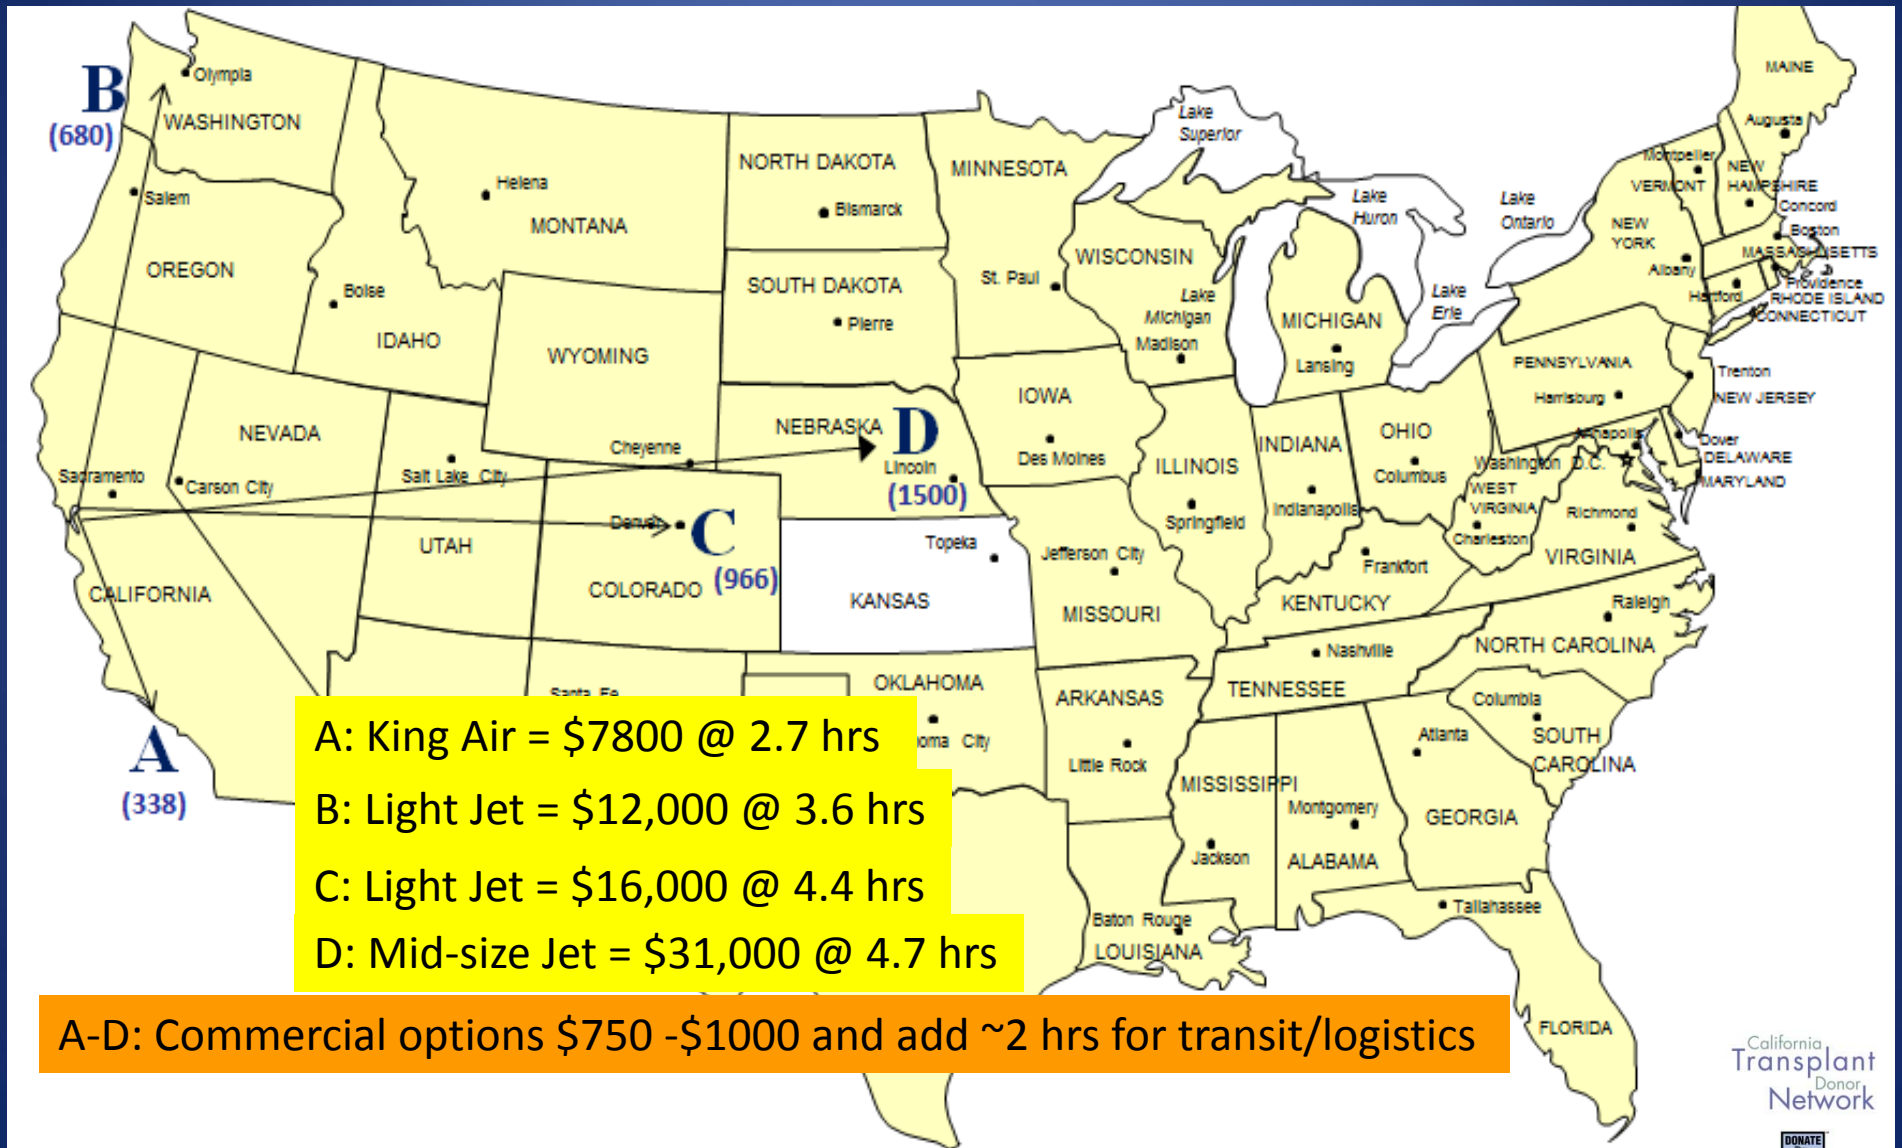 MAINE
Lake
Superior
Olympia
B
WASHINGTON
(680)
Augusta
NORTH DAKOTA
MINNESOTA
Montpelier
NEW
VERMONT
HAMPSHIRE
Helena
Salem
Bismarck
Lake
Huron
Lake
Ontario
Concord
MONTANA
NEW
YORK
Boston
WISCONSIN
MASSACHUSETTS
OREGON
St. Paul
Albany
SOUTH DAKOTA
Providence
Boise
Lake
Michigan
Lake
Erie
Hartford
RHODE ISLAND
Pierre
MICHIGAN
CONNECTICUT
IDAHO
Madison
WYOMING
Lansing
PENNSYLVANIA
Trenton
IOWA
Harrisburg
NEW JERSEY
NEBRASKA
D
NEVADA
INDIANA
OHIO
Annapolis
Dover
Cheyenne
Des Moines
DELAWARE
Sacramento
Salt Lake City
Lincoln
ILLINOIS
Columbus
Washington D.C.
Carson City
(1500)
WEST
VIRGINIA
MARYLAND
Denver
C
Springfield
Indianapolis
Richmond
UTAH
Topeka
Jefferson City
Charleston
VIRGINIA
Frankfort
COLORADO
(966)
CALIFORNIA
KANSAS
MISSOURI
KENTUCKY
Raleigh
Nashville
NORTH CAROLINA
Santa Fe
OKLAHOMA
ARKANSAS
TENNESSEE
Columbia
A: King Air = $7800 @ 2.7 hrs
oma City
Atlanta
SOUTH
CAROLINA
A
Little Rock
(338)
MISSISSIPPI
B: Light Jet = $12,000 @ 3.6 hrs
Montgomery
GEORGIA
Jackson
ALABAMA
C: Light Jet = $16,000 @ 4.4 hrs
Tallahassee
Baton Rouge
LOUISIANA
D: Mid-size Jet = $31,000 @ 4.7 hrs
A-D: Commercial options $750 -$1000 and add ~2 hrs for transit/logistics
FLORIDA
California
Transplant
Donor
Network
DONATE